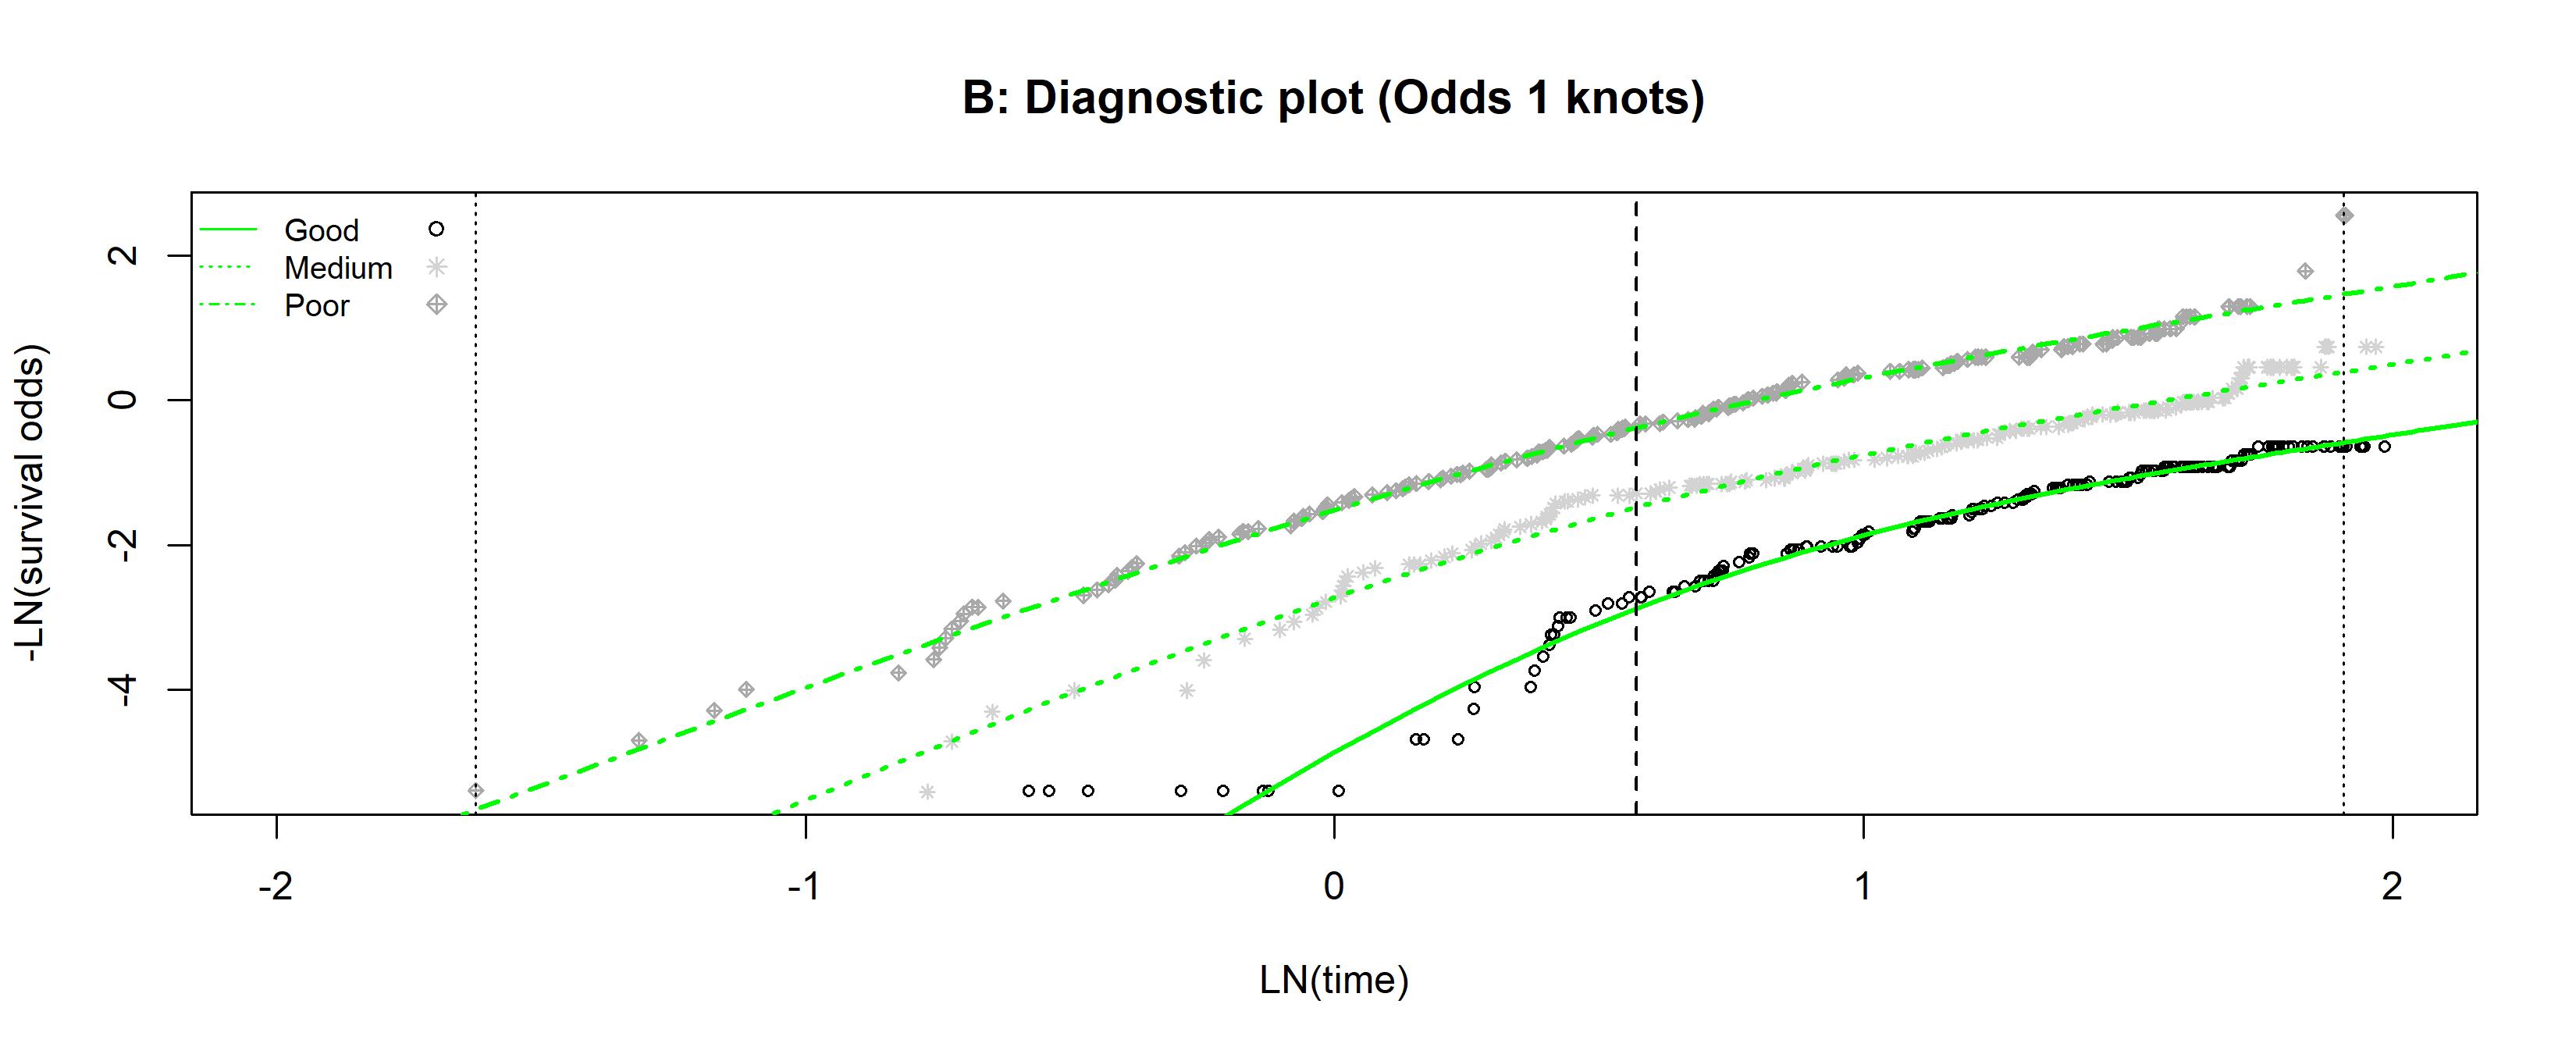 B: Diagnostic plot (Odds 1 knots)
Good
Medium
Poor
-LN(survival odds)
2
0
-2
-4
-2
-1
0
1
2
LN(time)